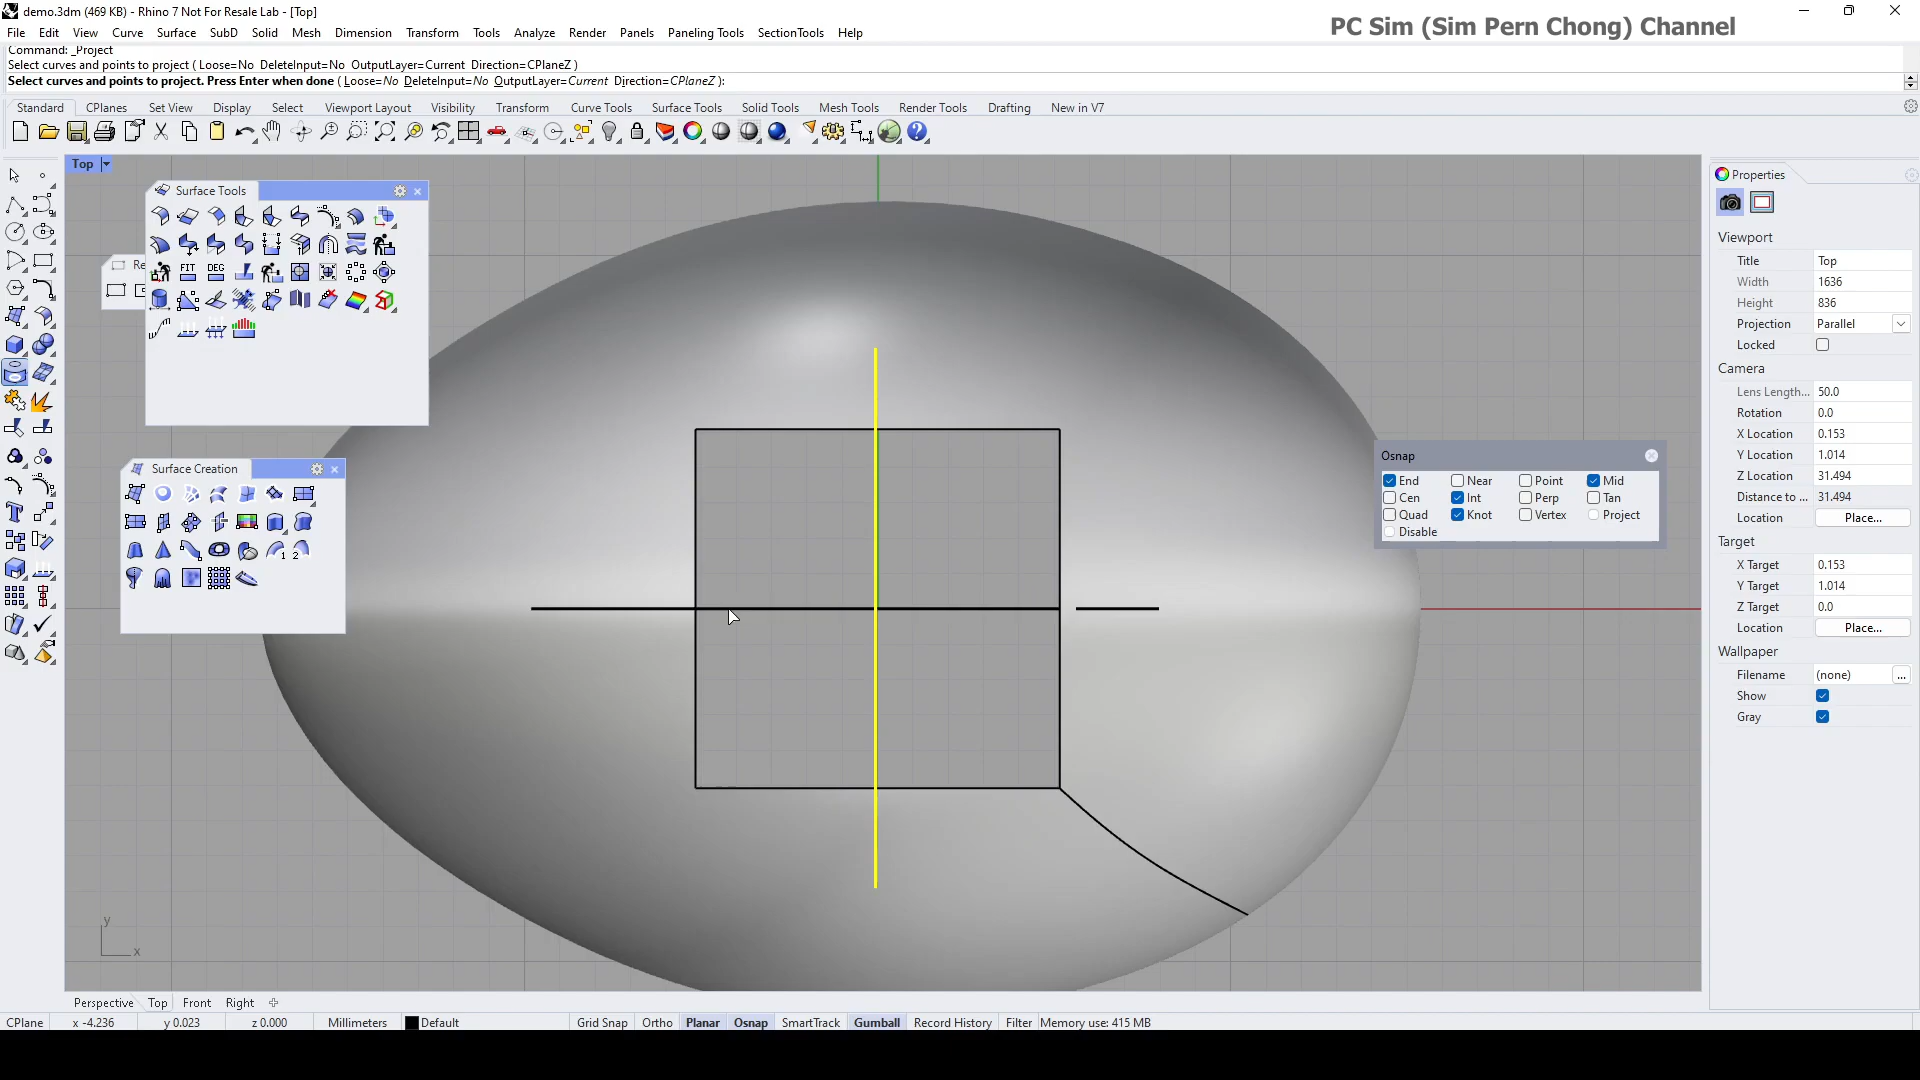 demo.3dm (469 KB) - Rhino 7 Not For Resale Lab - [Top]
PC Sim (Sim Pern Chong) Channel
File Edit View Curve Surface SubD Solid Mesh Dimension Transform Tools Analyze Render Panels Paneling Tools SectionTools Help
Command: _Project
Select curves and points to project ( Loose=No DeleteInput=No OutputLayer=Current Direction=CPlaneZ )
Select curves and points to project. Press Enter when done ( Loose=No DeleteInput=No OutputLayer=Current Direction=CPlaneZ ):
Standard CPlanes Set View Display Select Viewport Layout Visibility Transform Curve Tools Surface Tools Solid Tools Mesh Tools Render Tools Drafting New in V7
Top
Surface Tools
Re
FIT DEG
Surface Creation
1 2
Osnap
End Near Point Mid
Cen Int Perp Tan
Quad Knot Vertex Project
Disable
y
x
Properties
Viewport
Title Top
Width 1636
Height 836
Projection Parallel
Locked
Camera
Lens Length... 50.0
Rotation 0.0
X Location 0.153
Y Location 1.014
Z Location 31.494
Distance to ... 31.494
Location Place...
Target
X Target 0.153
Y Target 1.014
Z Target 0.0
Location Place...
Wallpaper
Filename (none) ...
Show
Gray
Perspective Top Front Right
CPlane x -4.236 y 0.023 z 0.000 Millimeters Default Grid Snap Ortho Planar Osnap SmartTrack Gumball Record History Filter Memory use: 415 MB